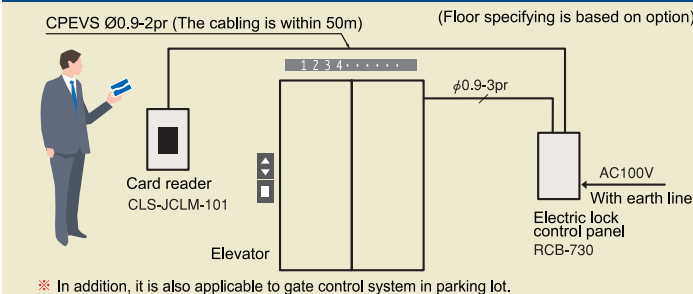 CPEVS Ø0.9-2pr (The cabling is within 50m)
(Floor specifying is based on option)
1 2 3 4  · · · · · ·
ϕ0.9-3pr
Card reader
CLS-JCLM-101
Elevator
AC100V
With earth line
Electric lock
control panel
RCB-730
※ In addition, it is also applicable to gate control system in parking lot.